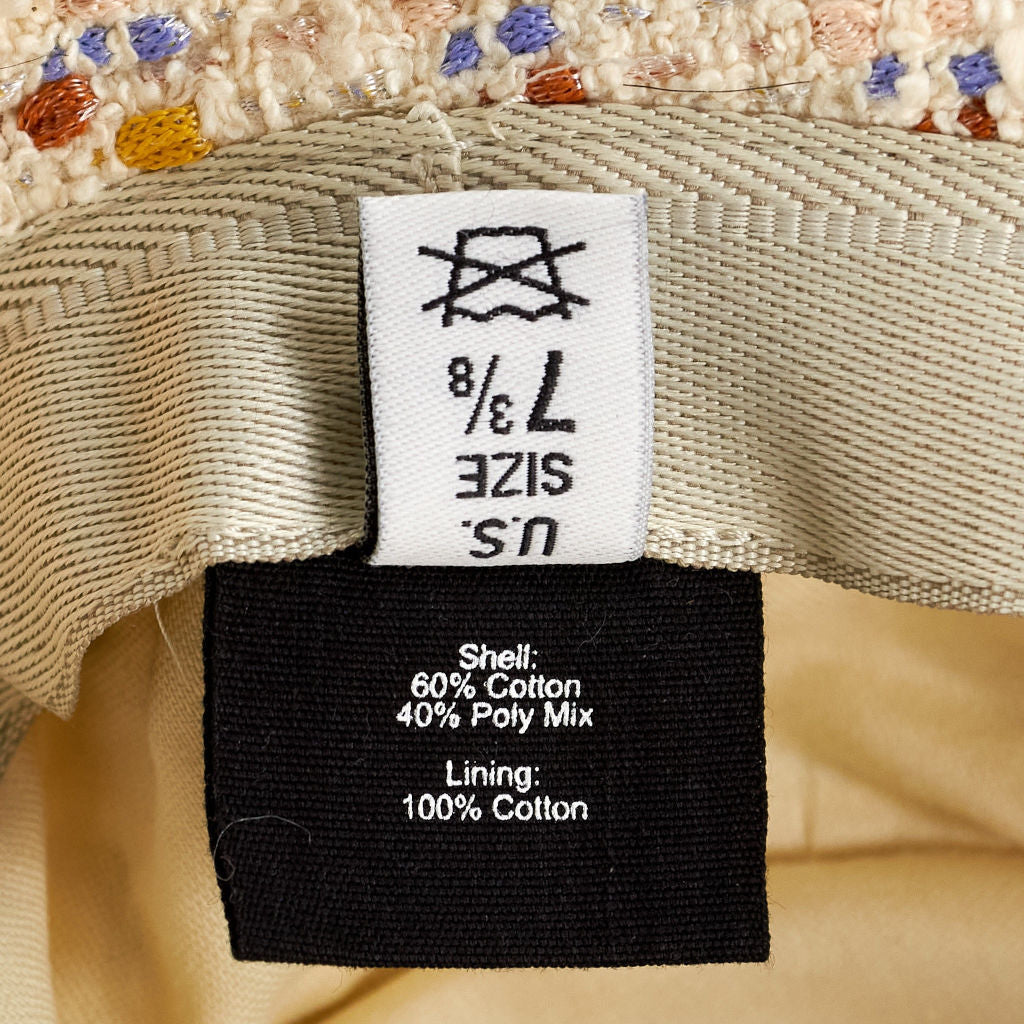 U.S.
SIZE
7 3/8
Shell:
60% Cotton
40% Poly Mix
Lining:
100% Cotton